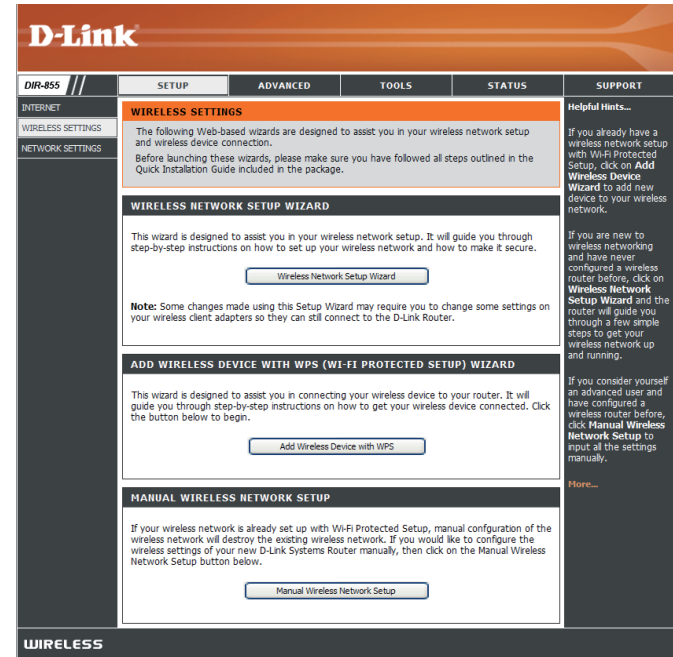 D-Link
DIR-855 //
SETUP
ADVANCED
TOOLS
STATUS
SUPPORT
INTERNET
WIRELESS SETTINGS
NETWORK SETTINGS
WIRELESS SETTINGS
The following Web-based wizards are designed to assist you in your wireless network setup
and wireless device connection.
Before launching these wizards, please make sure you have followed all steps outlined in the
Quick Installation Guide included in the package.
WIRELESS NETWORK SETUP WIZARD
This wizard is designed to assist you in your wireless network setup. It will guide you through
step-by-step instructions on how to set up your wireless network and how to make it secure.
Wireless Network Setup Wizard
Note: Some changes made using this Setup Wizard may require you to change some settings on
your wireless client adapters so they can still connect to the D-Link Router.
ADD WIRELESS DEVICE WITH WPS (WI-FI PROTECTED SETUP) WIZARD
This wizard is designed to assist you in connecting your wireless device to your router. It will
guide you through step-by-step instructions on how to get your wireless device connected. Click
the button below to begin.
Add Wireless Device with WPS
MANUAL WIRELESS NETWORK SETUP
If your wireless network is already set up with Wi-Fi Protected Setup, manual confguration of the
wireless network will destroy the existing wireless network. If you would like to configure the
wireless settings of your new D-Link Systems Router manually, then click on the Manual Wireless
Network Setup button below.
Manual Wireless Network Setup
Helpful Hints...
If you already have a
wireless network setup
with Wi-Fi Protected
Setup, click on Add
Wireless Device
Wizard to add new
device to your wireless
network.
If you are new to
wireless networking
and have never
configured a wireless
router before, click on
Wireless Network
Setup Wizard and the
router will guide you
through a few simple
steps to get your
wireless network up
and running.
If you consider yourself
an advanced user and
have configured a
wireless router before,
click Manual Wireless
Network Setup to
input all the settings
manually.
More...
WIRELESS